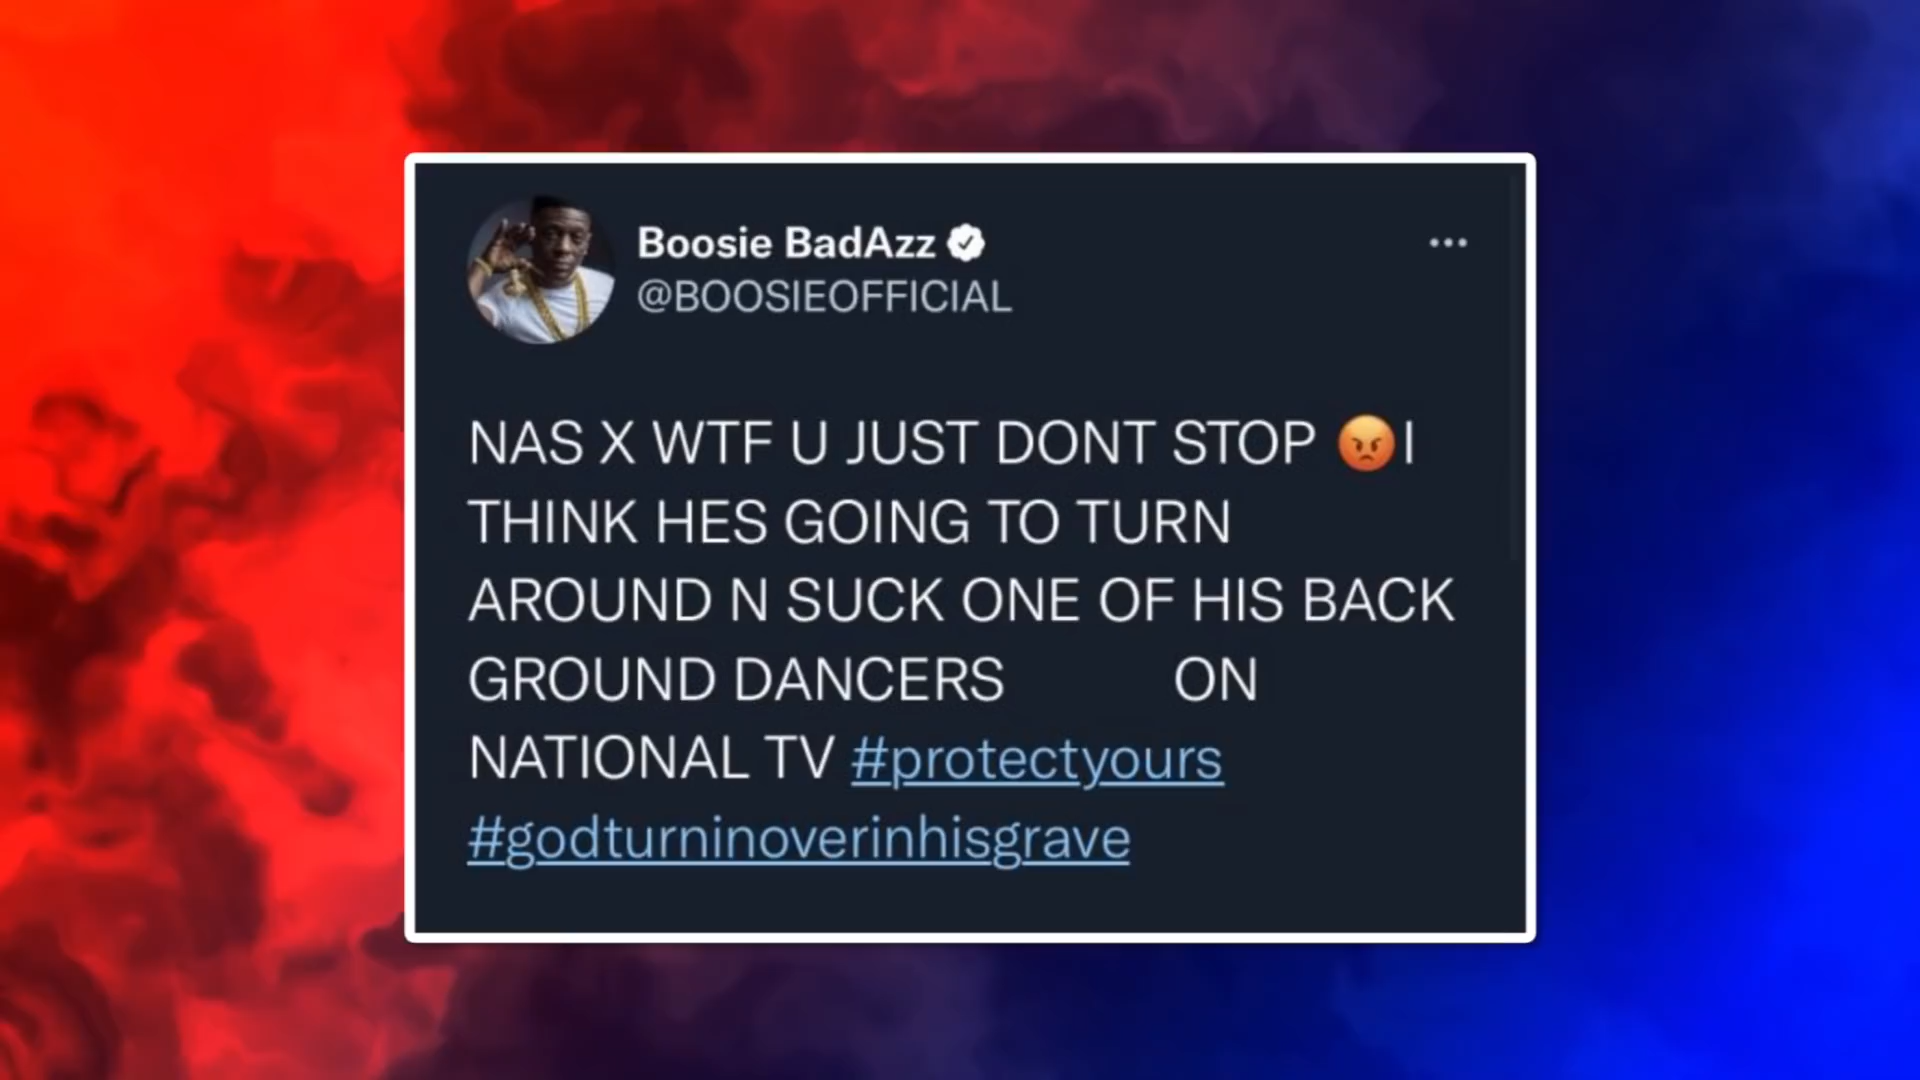 Boosie BadAzz
@BOOSIEOFFICIAL
NAS X WTF U JUST DONT STOP 😡I
THINK HES GOING TO TURN
AROUND N SUCK ONE OF HIS BACK
GROUND DANCERS ON
NATIONAL TV #protectyours
#godturninoverinhisgrave